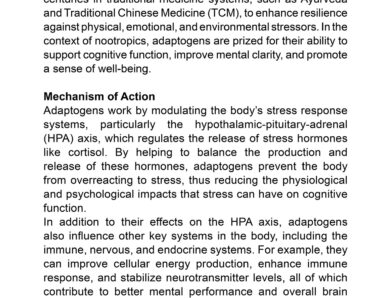 centuries in traditional medicine systems, such as Ayurveda
and Traditional Chinese Medicine (TCM), to enhance resilience
against physical, emotional, and environmental stressors. In the
context of nootropics, adaptogens are prized for their ability to
support cognitive function, improve mental clarity, and promote
a sense of well-being.
Mechanism of Action
Adaptogens work by modulating the body's stress response
systems, particularly the hypothalamic-pituitary-adrenal
(HPA) axis, which regulates the release of stress hormones
like cortisol. By helping to balance the production and
release of these hormones, adaptogens prevent the body
from overreacting to stress, thus reducing the physiological
and psychological impacts that stress can have on cognitive
function.
In addition to their effects on the HPA axis, adaptogens
also influence other key systems in the body, including the
immune, nervous, and endocrine systems. For example, they
can improve cellular energy production, enhance immune
response, and stabilize neurotransmitter levels, all of which
contribute to better mental performance and overall brain